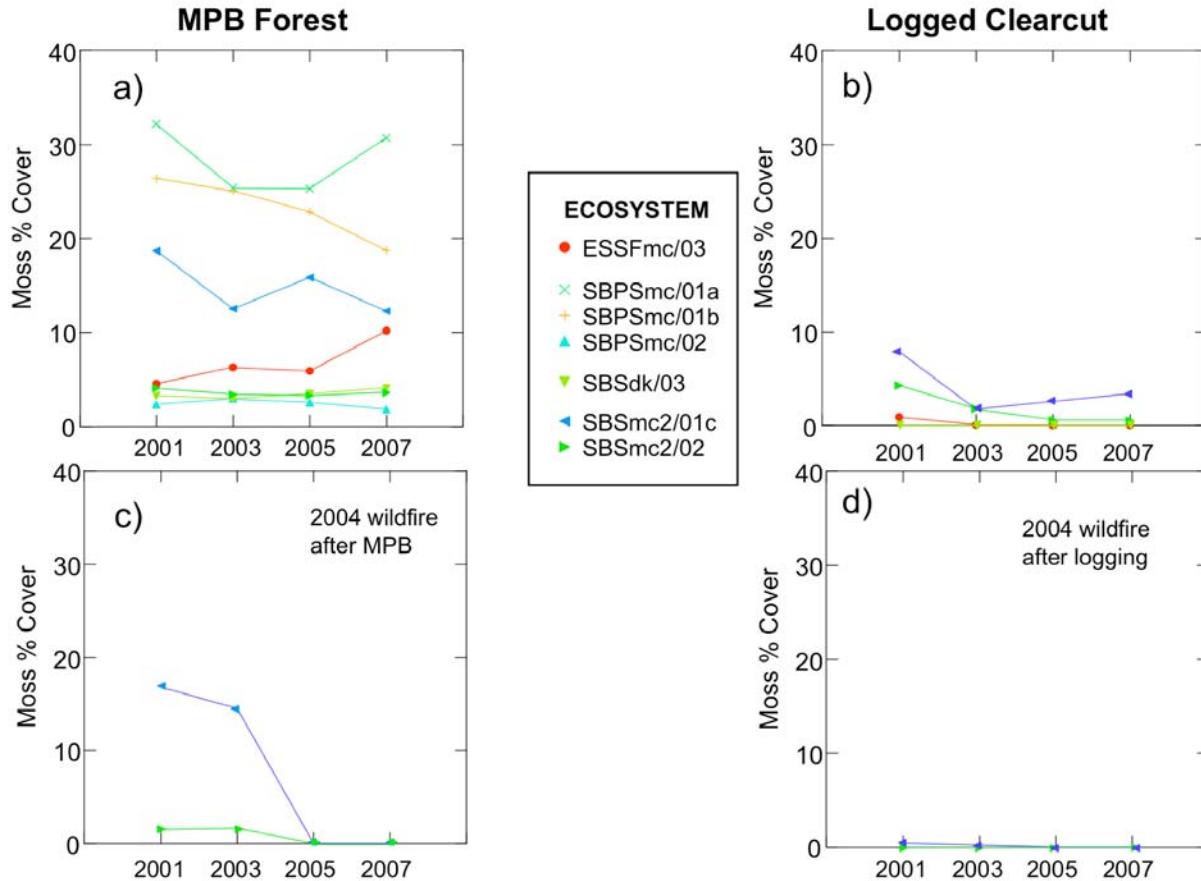 MPB Forest
Logged Clearcut
40
30
20
10
0
Moss % Cover
a)
2001 2003 2005 2007
ECOSYSTEM
ESSFmc/03
SBPSmc/01a
SBPSmc/01b
SBPSmc/02
SBSdk/03
SBSmc2/01c
SBSmc2/02
40
30
20
10
0
Moss % Cover
b)
2001 2003 2005 2007
40
30
20
10
0
Moss % Cover
c)
2004 wildfire
after MPB
2001 2003 2005 2007
40
30
20
10
0
Moss % Cover
d)
2004 wildfire
after logging
2001 2003 2005 2007